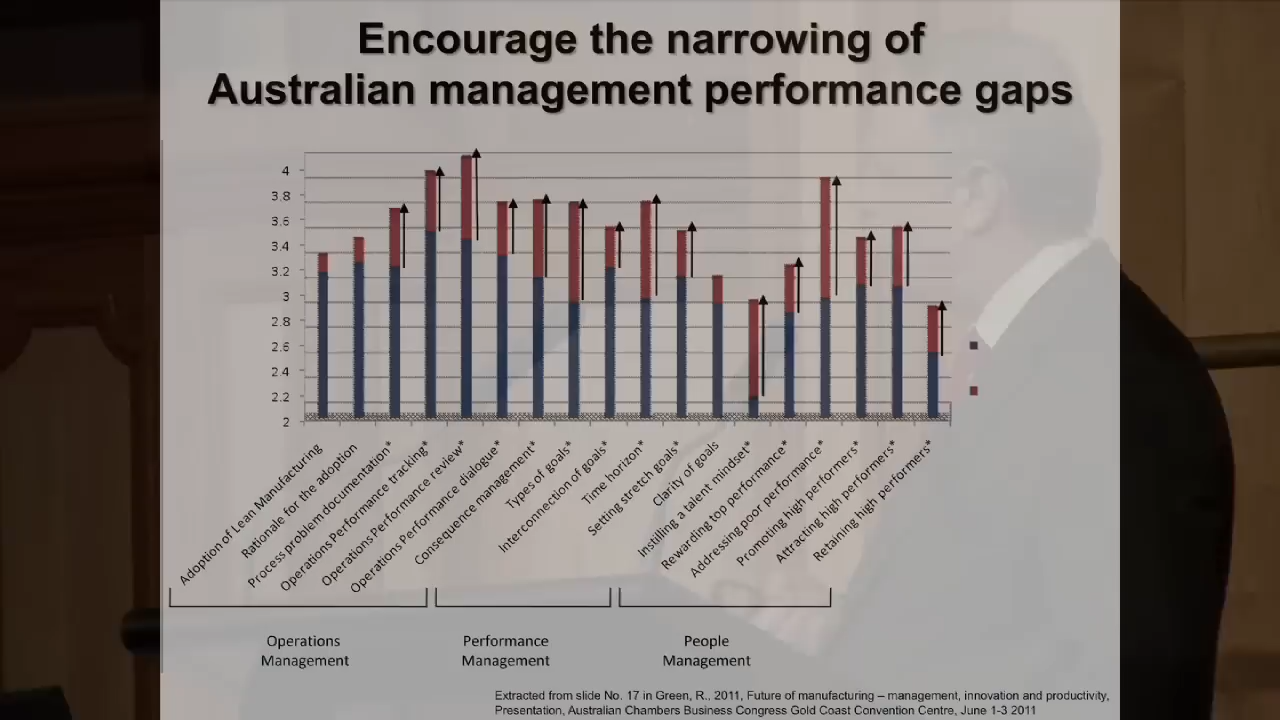 Encourage the narrowing of
Australian management performance gaps
4
3.8
3.6
3.4
3.2
3
2.8
2.6
2.4
2.2
2
Adoption of Lean Manufacturing
Rationale for the adoption
Process problem documentation*
Operations Performance tracking*
Operations Performance review*
Operations Performance dialogue*
Consequence management*
Types of goals*
Interconnection of goals*
Time horizon*
Setting stretch goals*
Clarity of goals
Instilling a talent mindset*
Rewarding top performance*
Addressing poor performance*
Promoting high performers*
Attracting high performers*
Retaining high performers*
Operations
Management
Performance
Management
People
Management
Extracted from slide No. 17 in Green, R., 2011, Future of manufacturing – management, innovation and productivity,
Presentation, Australian Chambers Business Congress Gold Coast Convention Centre, June 1-3 2011